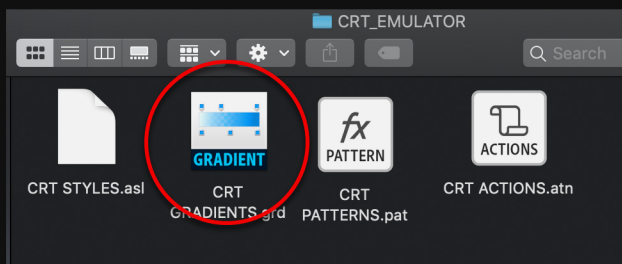 CRT_EMULATOR
Search
GRADIENT
fx
PATTERN
ACTIONS
CRT STYLES.asl
CRT
GRADIENTS.grd
CRT
PATTERNS.pat
CRT ACTIONS.atn